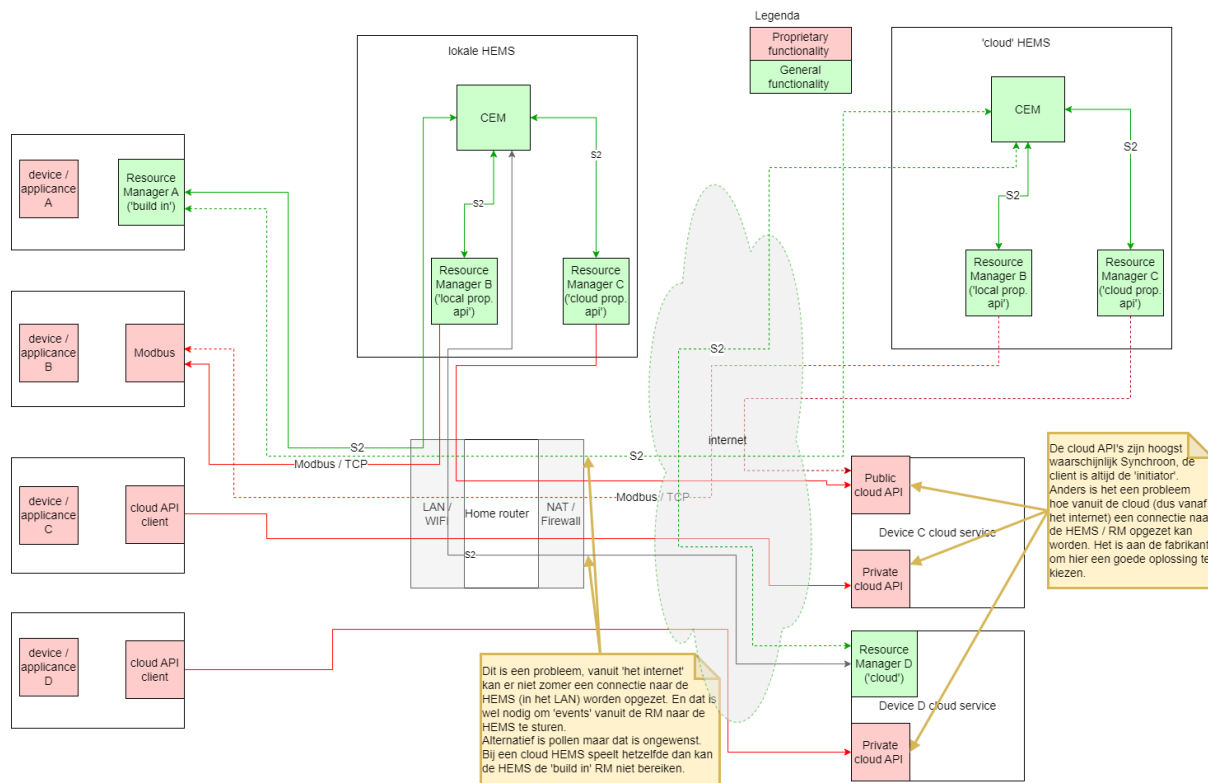 Legenda
Proprietary
functionality
General
functionality
lokale HEMS
CEM
S2
S2
Resource
Manager B
('local prop.
api')
Resource
Manager C
('cloud prop.
api')
'cloud' HEMS
CEM
S2
S2
Resource
Manager B
('local prop.
api')
Resource
Manager C
('cloud prop.
api')
device /
applicance
A
Resource
Manager A
('build in')
device /
applicance
B
Modbus
device /
applicance
C
cloud API
client
device /
applicance
D
cloud API
client
S2
Modbus / TCP
LAN /
WIFI
Home router
NAT /
Firewall
S2
S2
S2
Modbus / TCP
internet
Public
cloud API
Device C cloud service
Private
cloud API
Resource
Manager D
('cloud')
Device D cloud service
Private
cloud API
De cloud API's zijn hoogst
waarschijnlijk Synchroon, de
client is altijd de 'initiator'.
Anders is het een probleem
hoe vanuit de cloud (dus vanaf
het internet) een connectie naar
de HEMS / RM opgezet kan
worden. Het is aan de fabrikant
om hier een goede oplossing te
kiezen.
Dit is een probleem, vanuit 'het internet'
kan er niet zomer een connectie naar de
HEMS (in het LAN) worden opgezet. En dat is
wel nodig om 'events' vanuit de RM naar de
HEMS te sturen.
Alternatief is pollen maar dat is ongewenst.
Bij een cloud HEMS speelt hetzelfde dan kan
de HEMS de 'build in' RM niet bereiken.